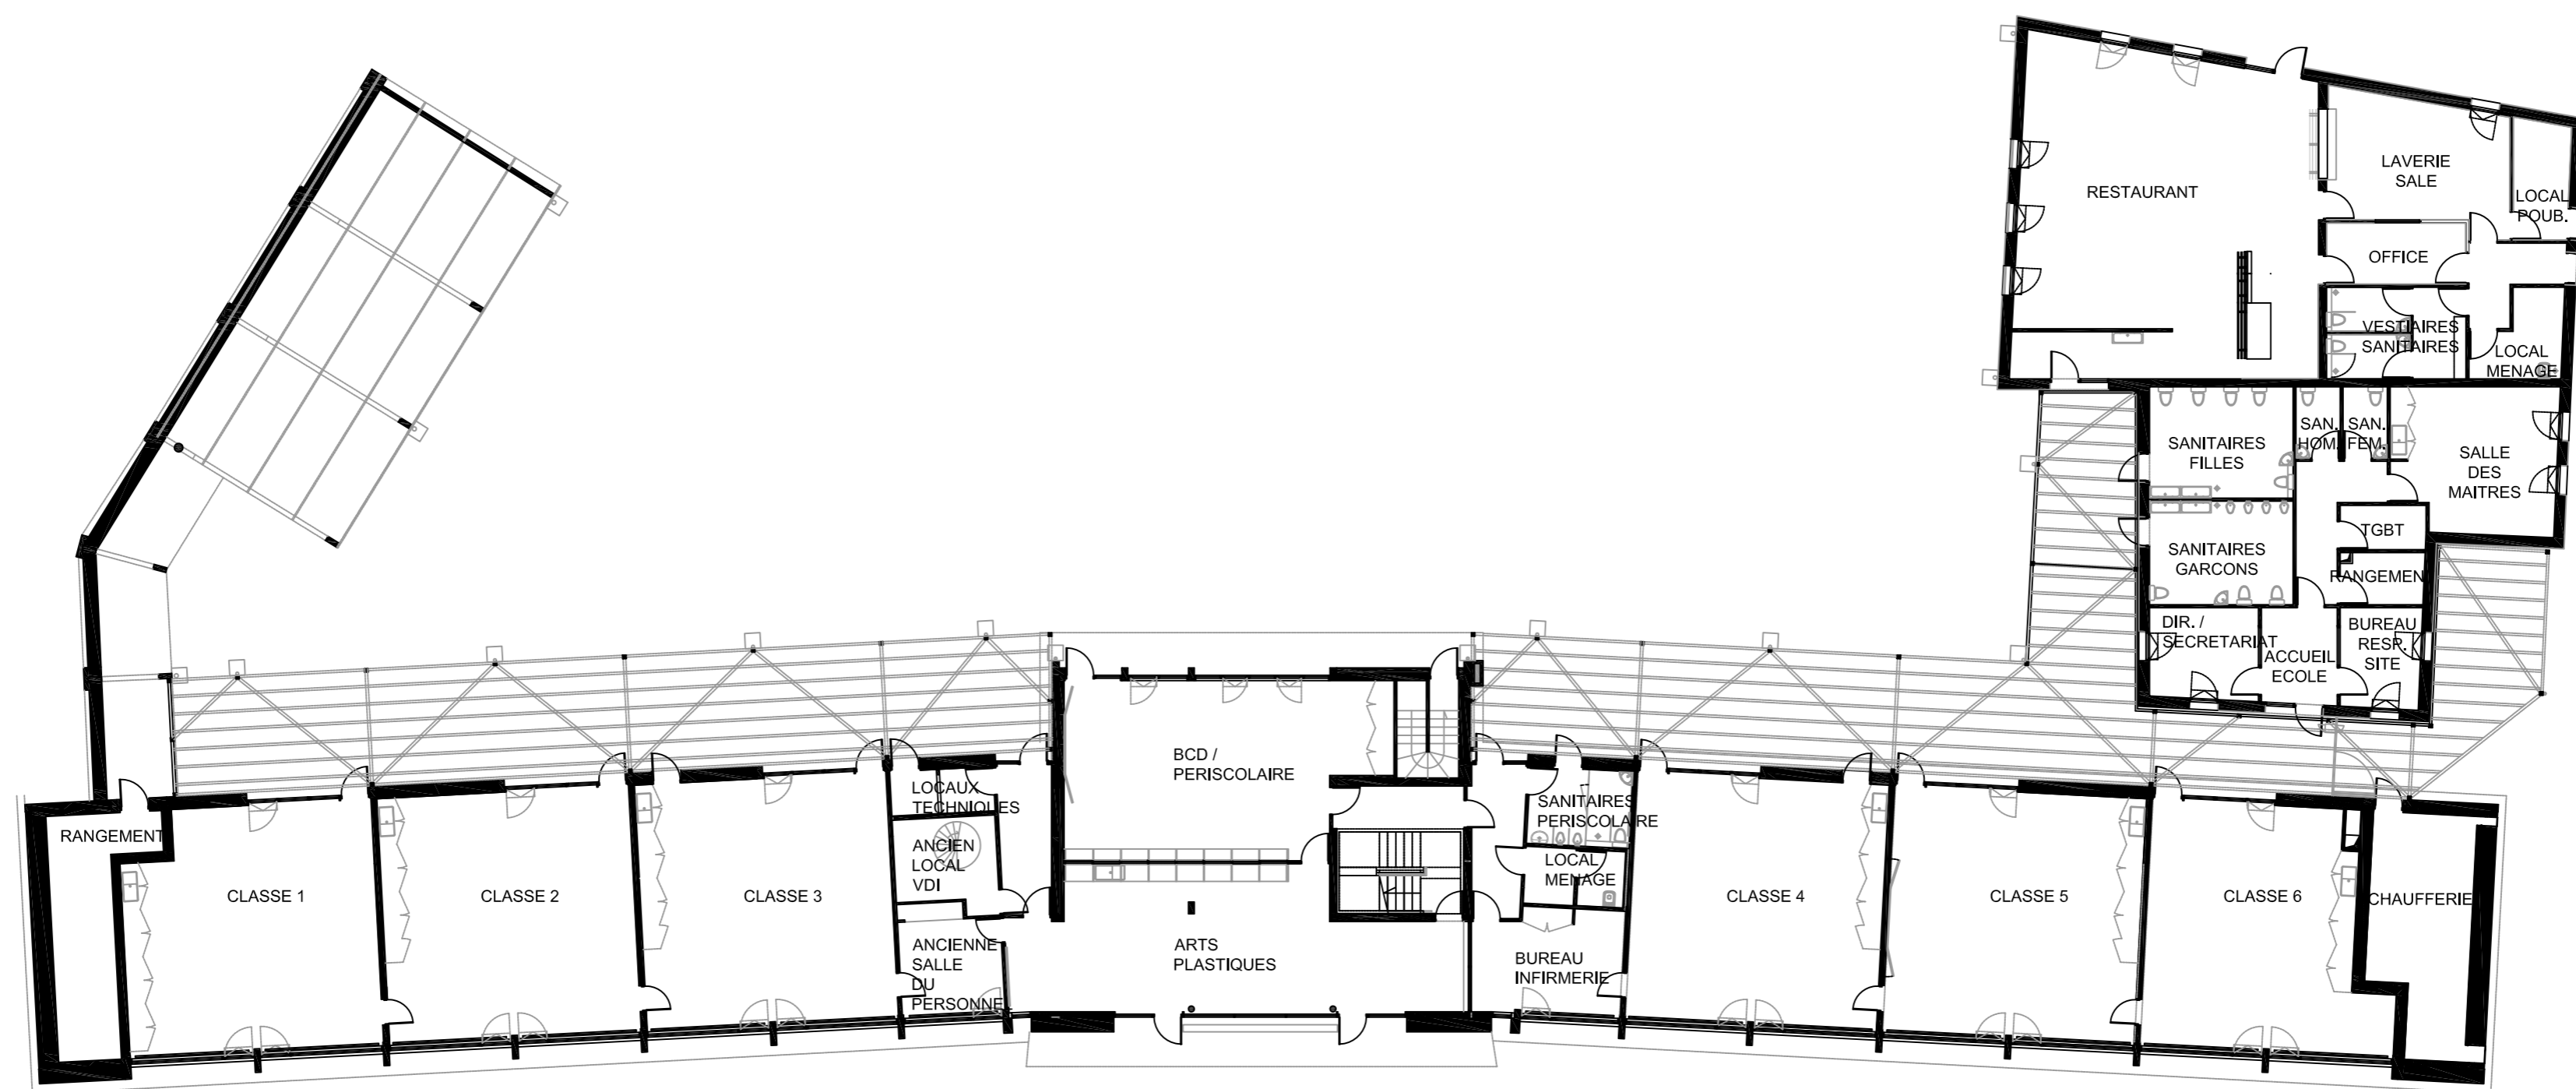 RESTAURANT
LAVERIE
SALE
LOCAL
POUB.
OFFICE
VESTIAIRES
SANITAIRES
LOCAL
MENAGE
SANITAIRES
FILLES
SAN.
HOM.
SAN.
FEM.
SALLE
DES
MAITRES
TGBT
SANITAIRES
GARCONS
RANGEMENT
DIR. /
SECRETARIAT
ACCUEIL
ECOLE
BUREAU
RESP.
SITE
RANGEMENT
CLASSE 1
CLASSE 2
CLASSE 3
LOCAUX
TECHNIQUES
ANCIEN
LOCAL
VDI
ANCIENNE
SALLE
DU
PERSONNEL
BCD /
PERISCOLAIRE
ARTS
PLASTIQUES
SANITAIRES
PERISCOLAIRE
LOCAL
MENAGE
BUREAU
INFIRMERIE
CLASSE 4
CLASSE 5
CLASSE 6
CHAUFFERIE